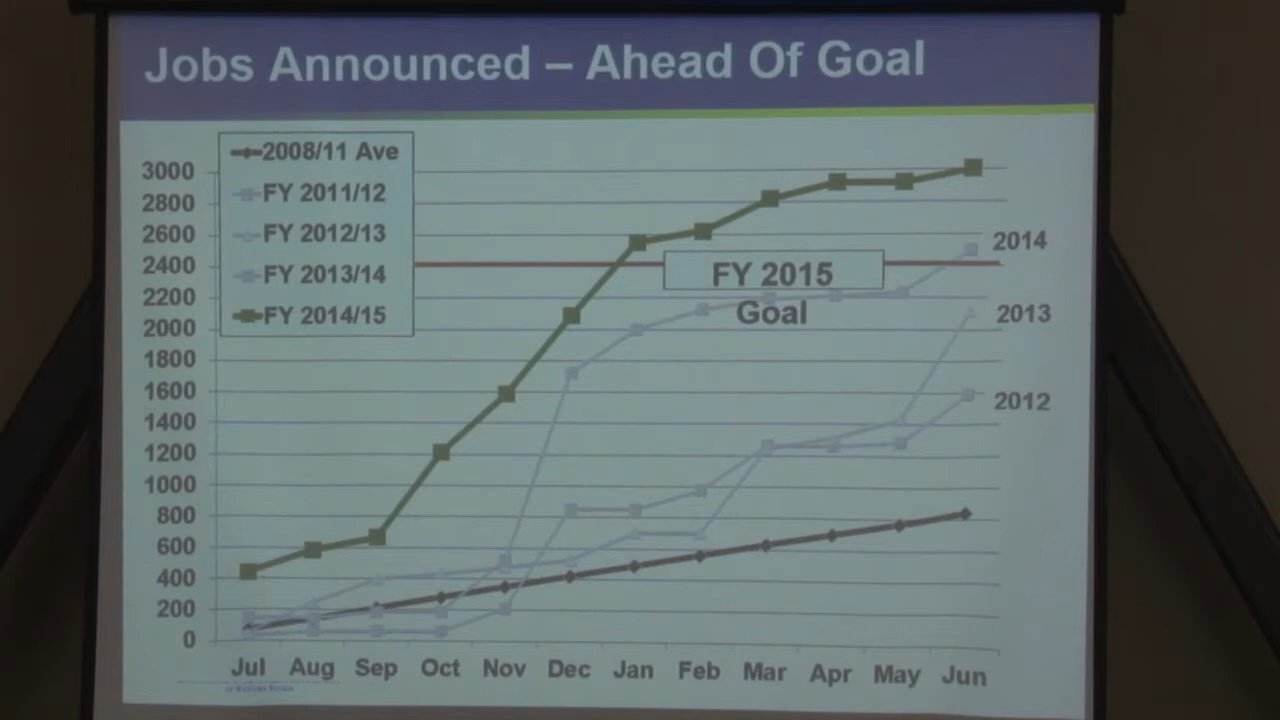 Jobs Announced – Ahead Of Goal
2008/11 Ave
FY 2011/12
FY 2012/13
FY 2013/14
FY 2014/15
3000
2800
2600
2400
2200
2000
1800
1600
1400
1200
1000
800
600
400
200
0
FY 2015
Goal
2014
2013
2012
Jul Aug Sep Oct Nov Dec Jan Feb Mar Apr May Jun